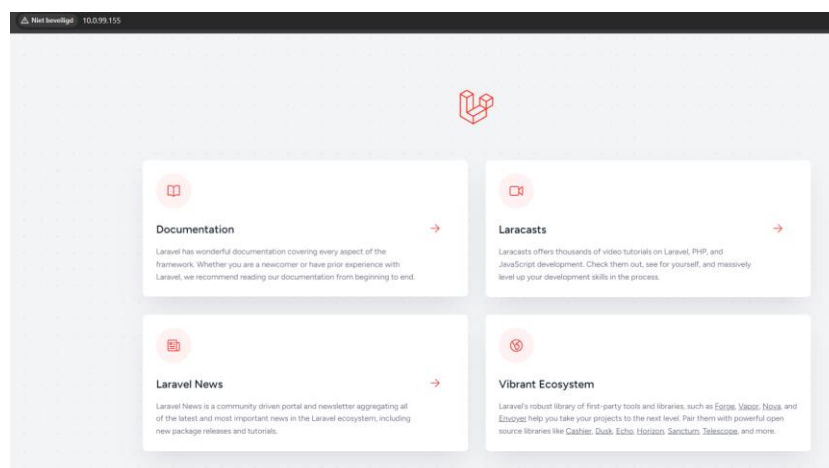 Niet beveiligd 10.0.99.155
Documentation
Laravel has wonderful documentation covering every aspect of the
framework. Whether you are a newcomer or have prior experience with
Laravel, we recommend reading our documentation from beginning to end.
Laracasts
Laracasts offers thousands of video tutorials on Laravel, PHP, and
JavaScript development. Check them out, see for yourself, and massively
level up your development skills in the process.
Laravel News
Laravel News is a community driven portal and newsletter aggregating all
of the latest and most important news in the Laravel ecosystem, including
new package releases and tutorials.
Vibrant Ecosystem
Laravel's robust library of first-party tools and libraries, such as Forge, Vapor, Nova, and
Envoyer help you take your projects to the next level. Pair them with powerful open
source libraries like Cashier, Dusk, Echo, Horizon, Sanctum, Telescope, and more.